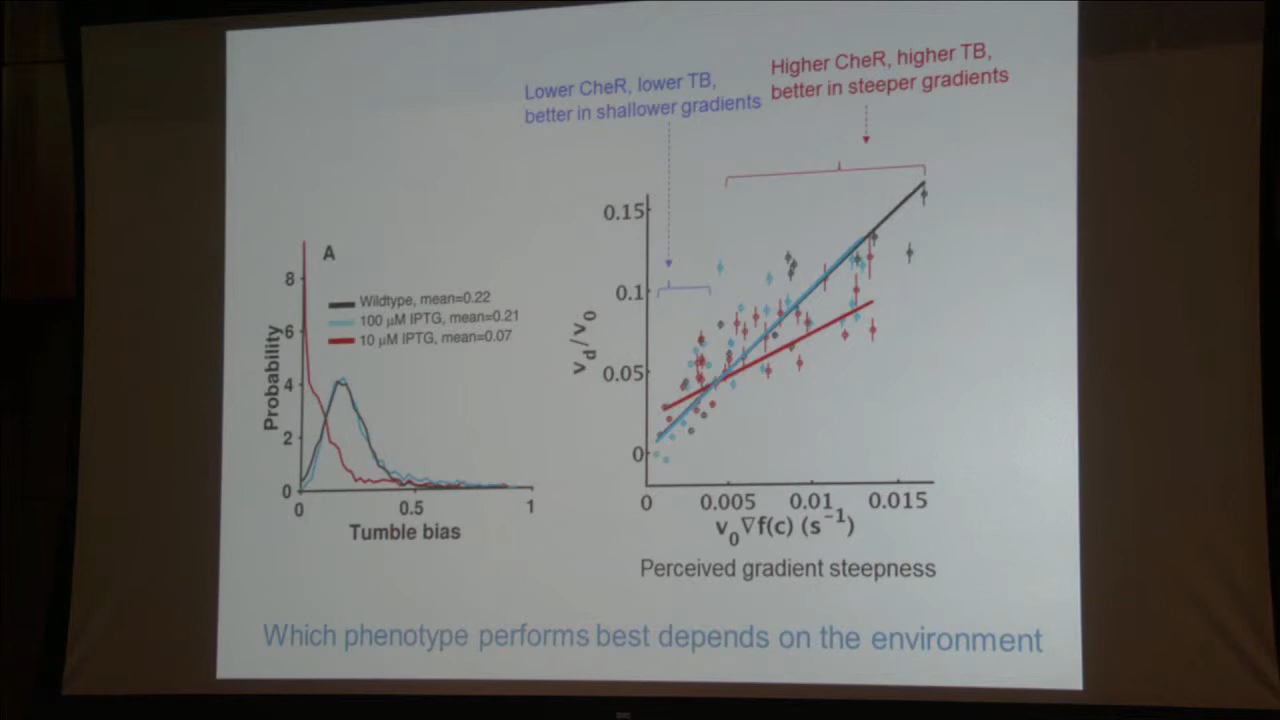 Lower CheR, lower TB,
better in shallower gradients
Higher CheR, higher TB,
better in steeper gradients
A
Wildtype, mean=0.22
100 μM IPTG, mean=0.21
10 μM IPTG, mean=0.07
Probability
8
6
4
2
0
0 0.5 1
Tumble bias
v_d/v_0
0.15
0.1
0.05
0
0 0.005 0.01 0.015
v_0∇f(c) (s⁻¹)
Perceived gradient steepness
Which phenotype performs best depends on the environment